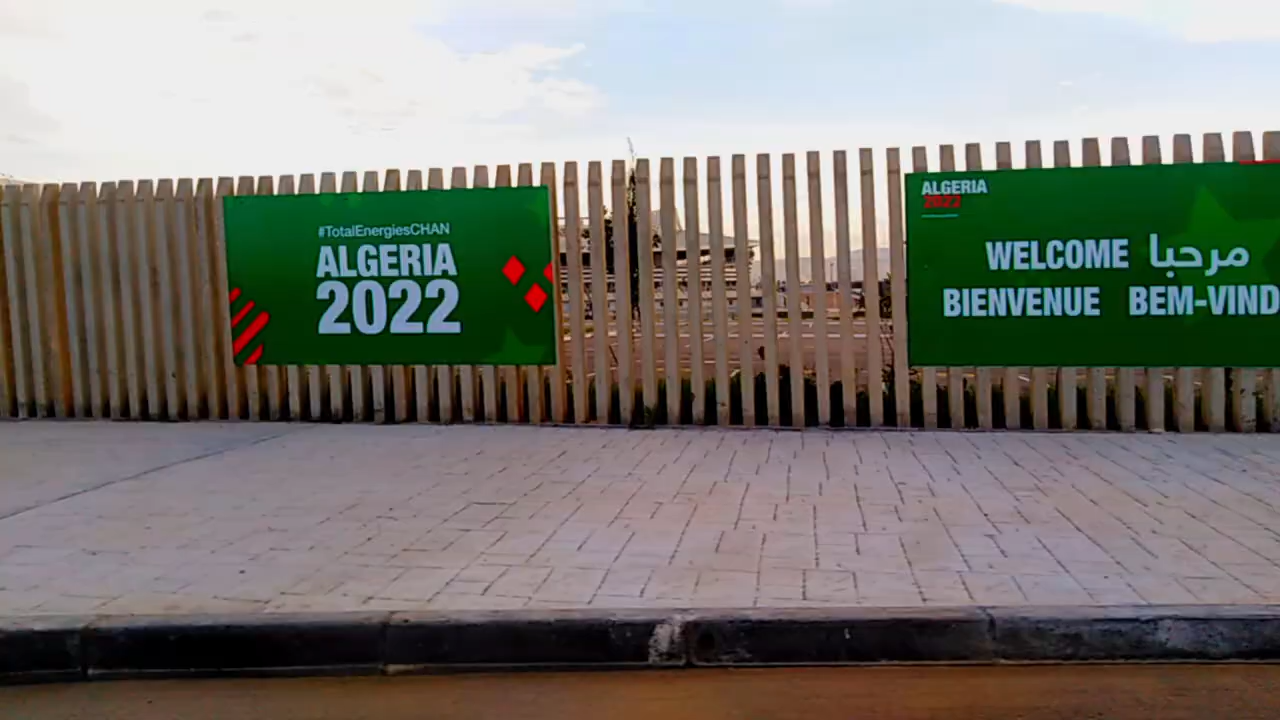 #TotalEnergiesCHAN
ALGERIA
2022
ALGERIA
2022
WELCOME مرحبا
BIENVENUE BEM-VIND